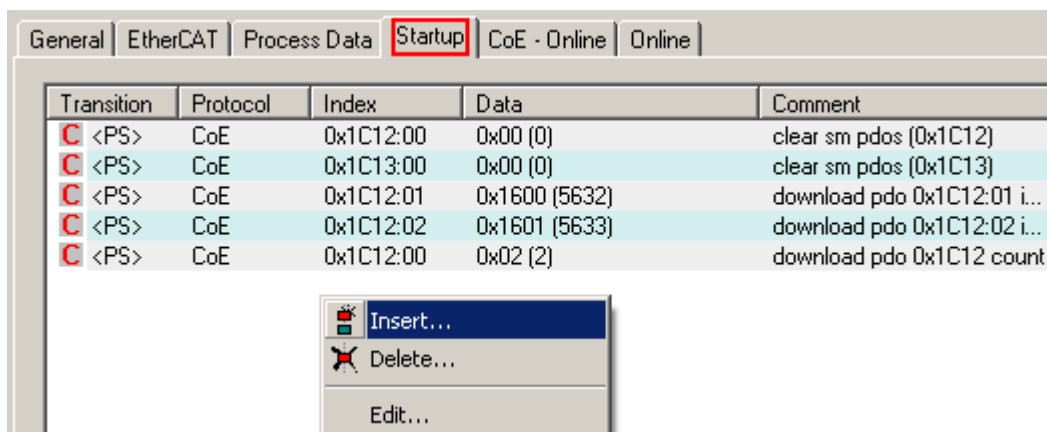 General EtherCAT Process Data Startup CoE - Online Online
Transition Protocol Index Data Comment
C <PS> CoE 0x1C12:00 0x00 (0) clear sm pdos (0x1C12)
C <PS> CoE 0x1C13:00 0x00 (0) clear sm pdos (0x1C13)
C <PS> CoE 0x1C12:01 0x1600 (5632) download pdo 0x1C12:01 i...
C <PS> CoE 0x1C12:02 0x1601 (5633) download pdo 0x1C12:02 i...
C <PS> CoE 0x1C12:00 0x02 (2) download pdo 0x1C12 count
Insert...
Delete...
Edit...